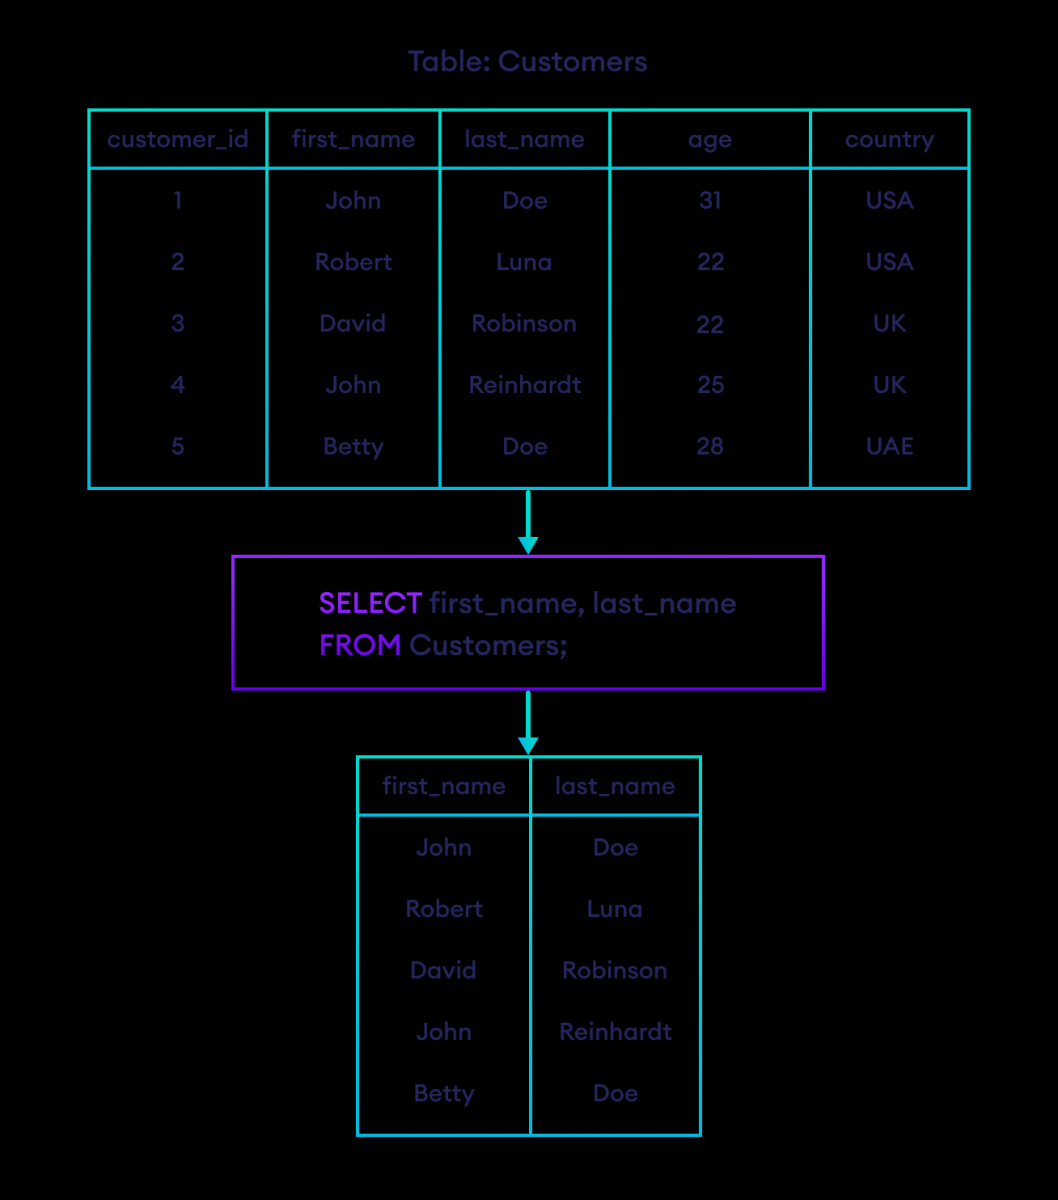 Table: Customers
customer_id first_name last_name age country
1 John Doe 31 USA
2 Robert Luna 22 USA
3 David Robinson 22 UK
4 John Reinhardt 25 UK
5 Betty Doe 28 UAE
SELECT first_name, last_name
FROM Customers;
first_name last_name
John Doe
Robert Luna
David Robinson
John Reinhardt
Betty Doe